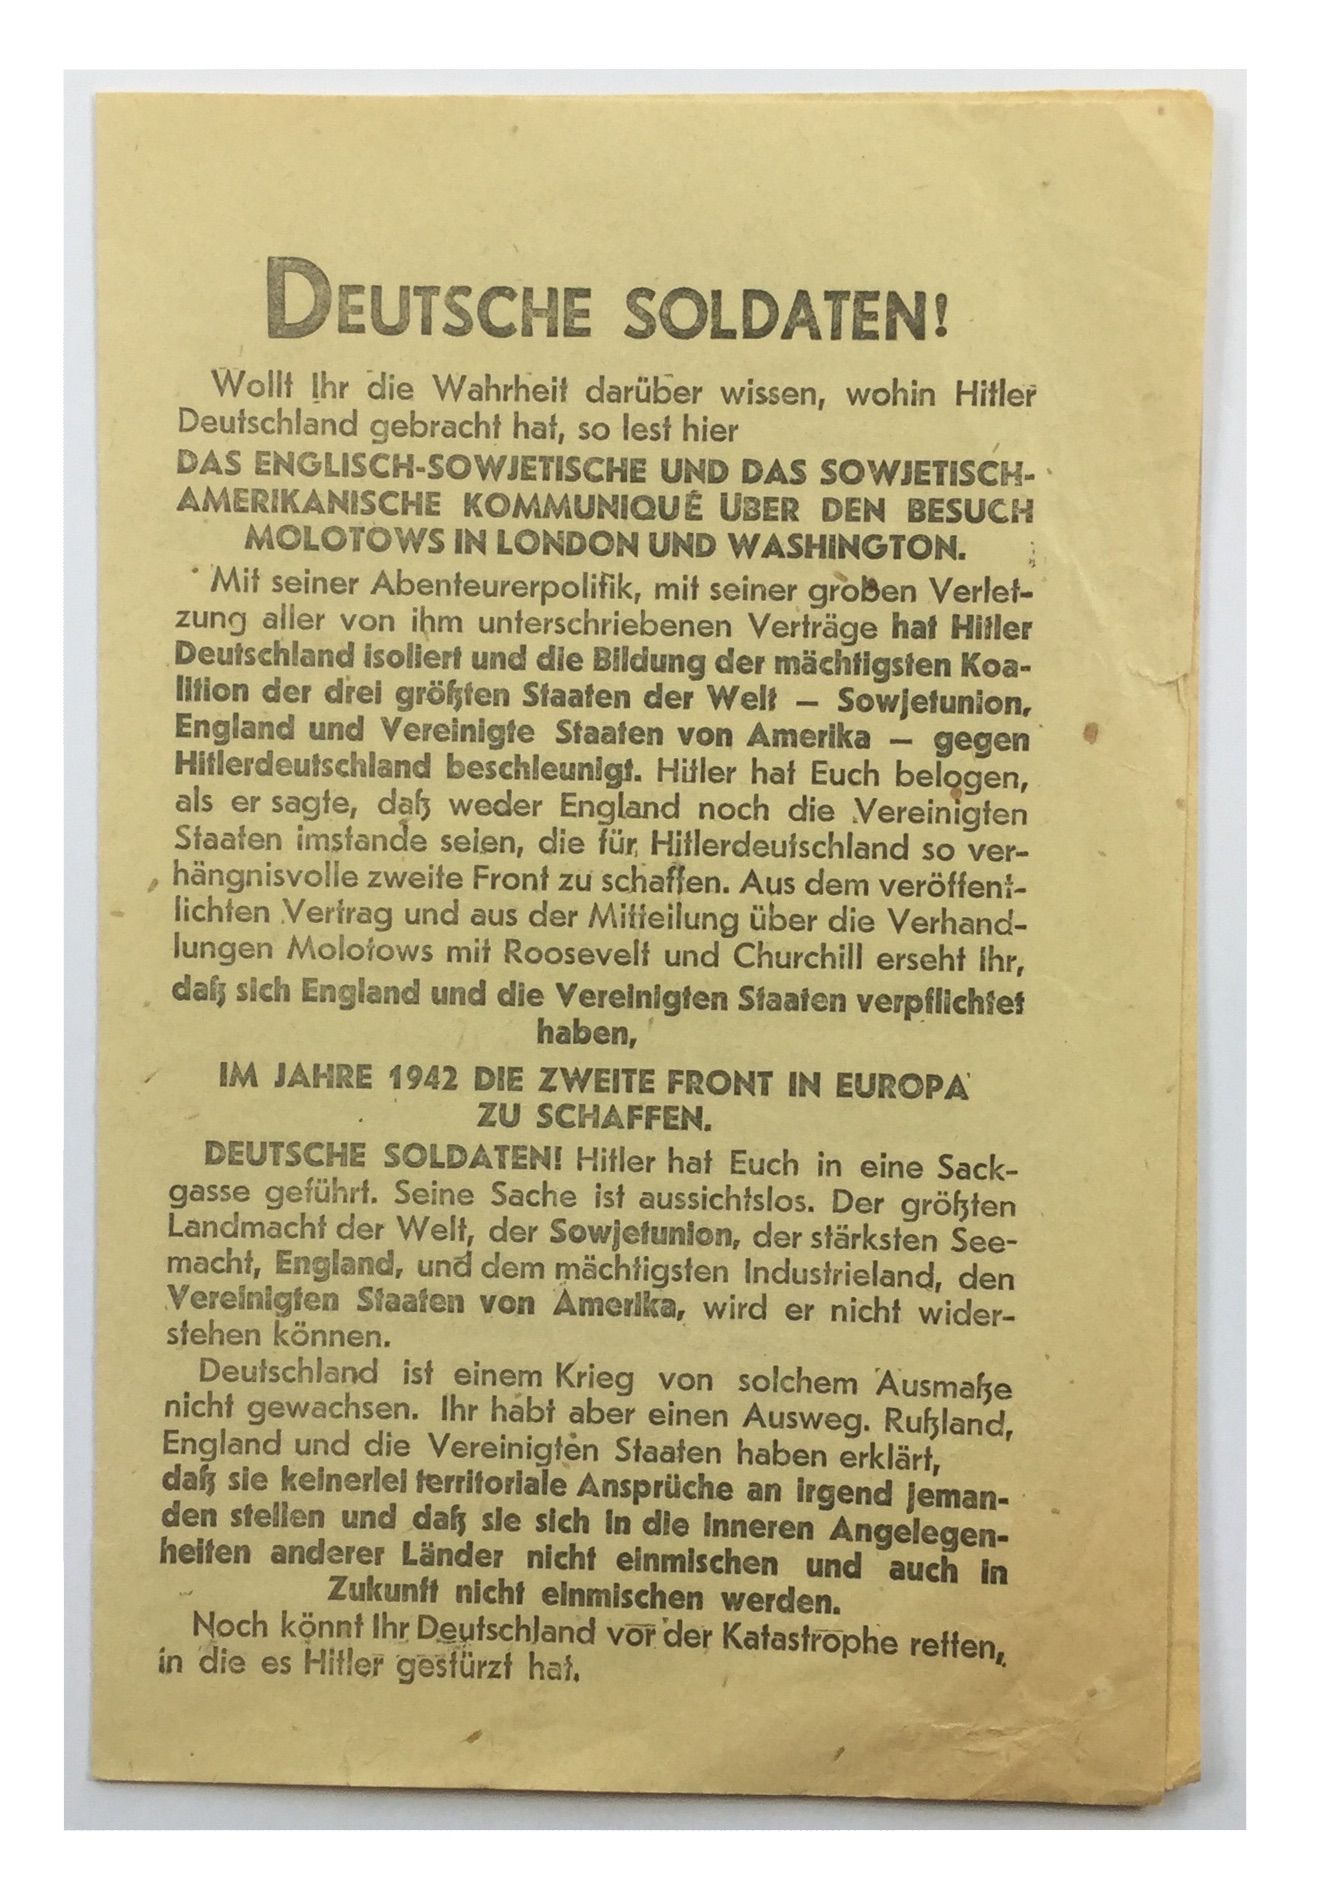 DEUTSCHE SOLDATEN!
Wollt Ihr die Wahrheit darüber wissen, wohin Hitler
Deutschland gebracht hat, so lest hier
DAS ENGLISCH-SOWJETISCHE UND DAS SOWJETISCH-
AMERIKANISCHE KOMMUNIQUÉ ÜBER DEN BESUCH
MOLOTOWS IN LONDON UND WASHINGTON.
Mit seiner Abenteurerpolitik, mit seiner groben Verlet-
zung aller von ihm unterschriebenen Verträge hat Hitler
Deutschland isoliert und die Bildung der mächtigsten Koa-
lition der drei größten Staaten der Welt — Sowjetunion,
England und Vereinigte Staaten von Amerika — gegen
Hitlerdeutschland beschleunigt. Hitler hat Euch belogen,
als er sagte, daß weder England noch die Vereinigten
Staaten imstande seien, die für Hitlerdeutschland so ver-
hängnisvolle zweite Front zu schaffen. Aus dem veröffent-
lichten Vertrag und aus der Mitteilung über die Verhand-
lungen Molotows mit Roosevelt und Churchill erseht Ihr,
daß sich England und die Vereinigten Staaten verpflichtet
haben,
IM JAHRE 1942 DIE ZWEITE FRONT IN EUROPA
ZU SCHAFFEN.
DEUTSCHE SOLDATEN! Hitler hat Euch in eine Sack-
gasse geführt. Seine Sache ist aussichtslos. Der größten
Landmacht der Welt, der Sowjetunion, der stärksten See-
macht, England, und dem mächtigsten Industrieland, den
Vereinigten Staaten von Amerika, wird er nicht wider-
stehen können.
Deutschland ist einem Krieg von solchem Ausmaße
nicht gewachsen. Ihr habt aber einen Ausweg. Rußland,
England und die Vereinigten Staaten haben erklärt,
daß sie keinerlei territoriale Ansprüche an irgend jeman-
den stellen und daß sie sich in die inneren Angelegen-
heiten anderer Länder nicht einmischen und auch in
Zukunft nicht einmischen werden.
Noch könnt Ihr Deutschland vor der Katastrophe retten,
in die es Hitler gestürzt hat.